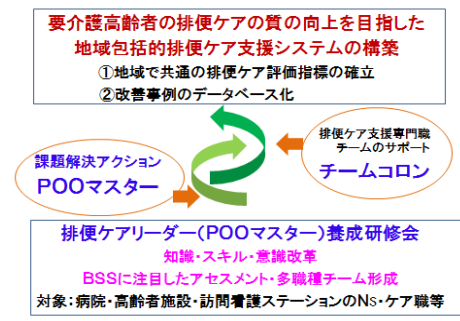 要介護高齢者の排便ケアの質の向上を目指した
地域包括的排便ケア支援システムの構築
①地域で共通の排便ケア評価指標の確立
②改善事例のデータベース化
課題解決アクション
POOマスター
排便ケア支援専門職
チームのサポート
チームコロン
排便ケアリーダー(POOマスター)養成研修会
知識・スキル・意識改革
BSSに注目したアセスメント・多職種チーム形成
対象:病院・高齢者施設・訪問看護ステーションのNs・ケア職等